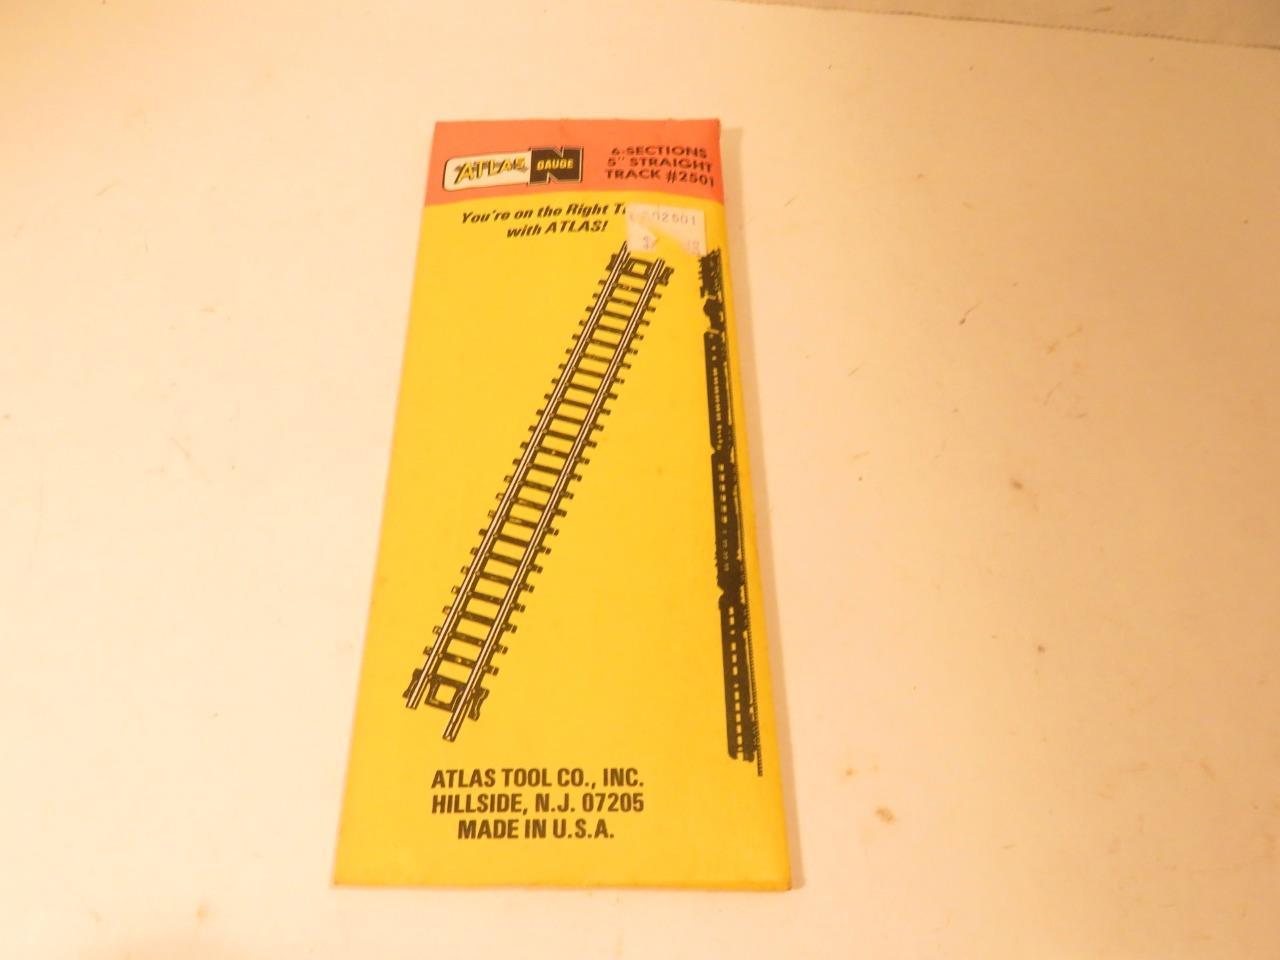 ATLAS N GAUGE
6-SECTIONS
5" STRAIGHT
TRACK #2501
You're on the Right
with ATLAS!
02501
ATLAS TOOL CO., INC.
HILLSIDE, N.J. 07205
MADE IN U.S.A.